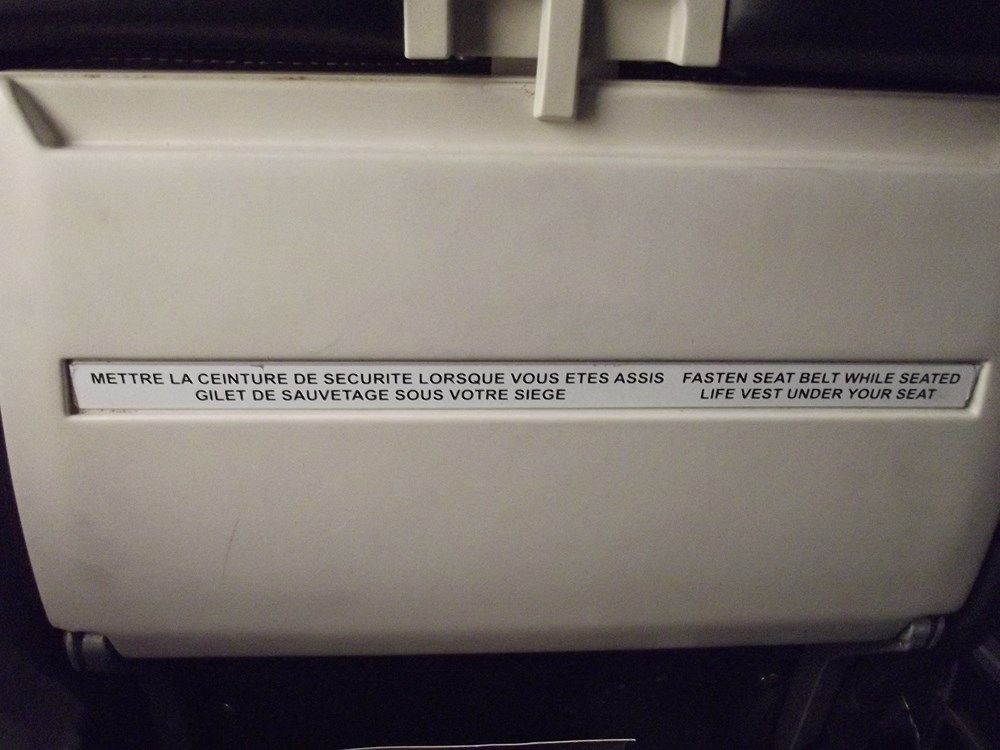 METTRE LA CEINTURE DE SECURITE LORSQUE VOUS ETES ASSIS
GILET DE SAUVETAGE SOUS VOTRE SIEGE
FASTEN SEAT BELT WHILE SEATED
LIFE VEST UNDER YOUR SEAT